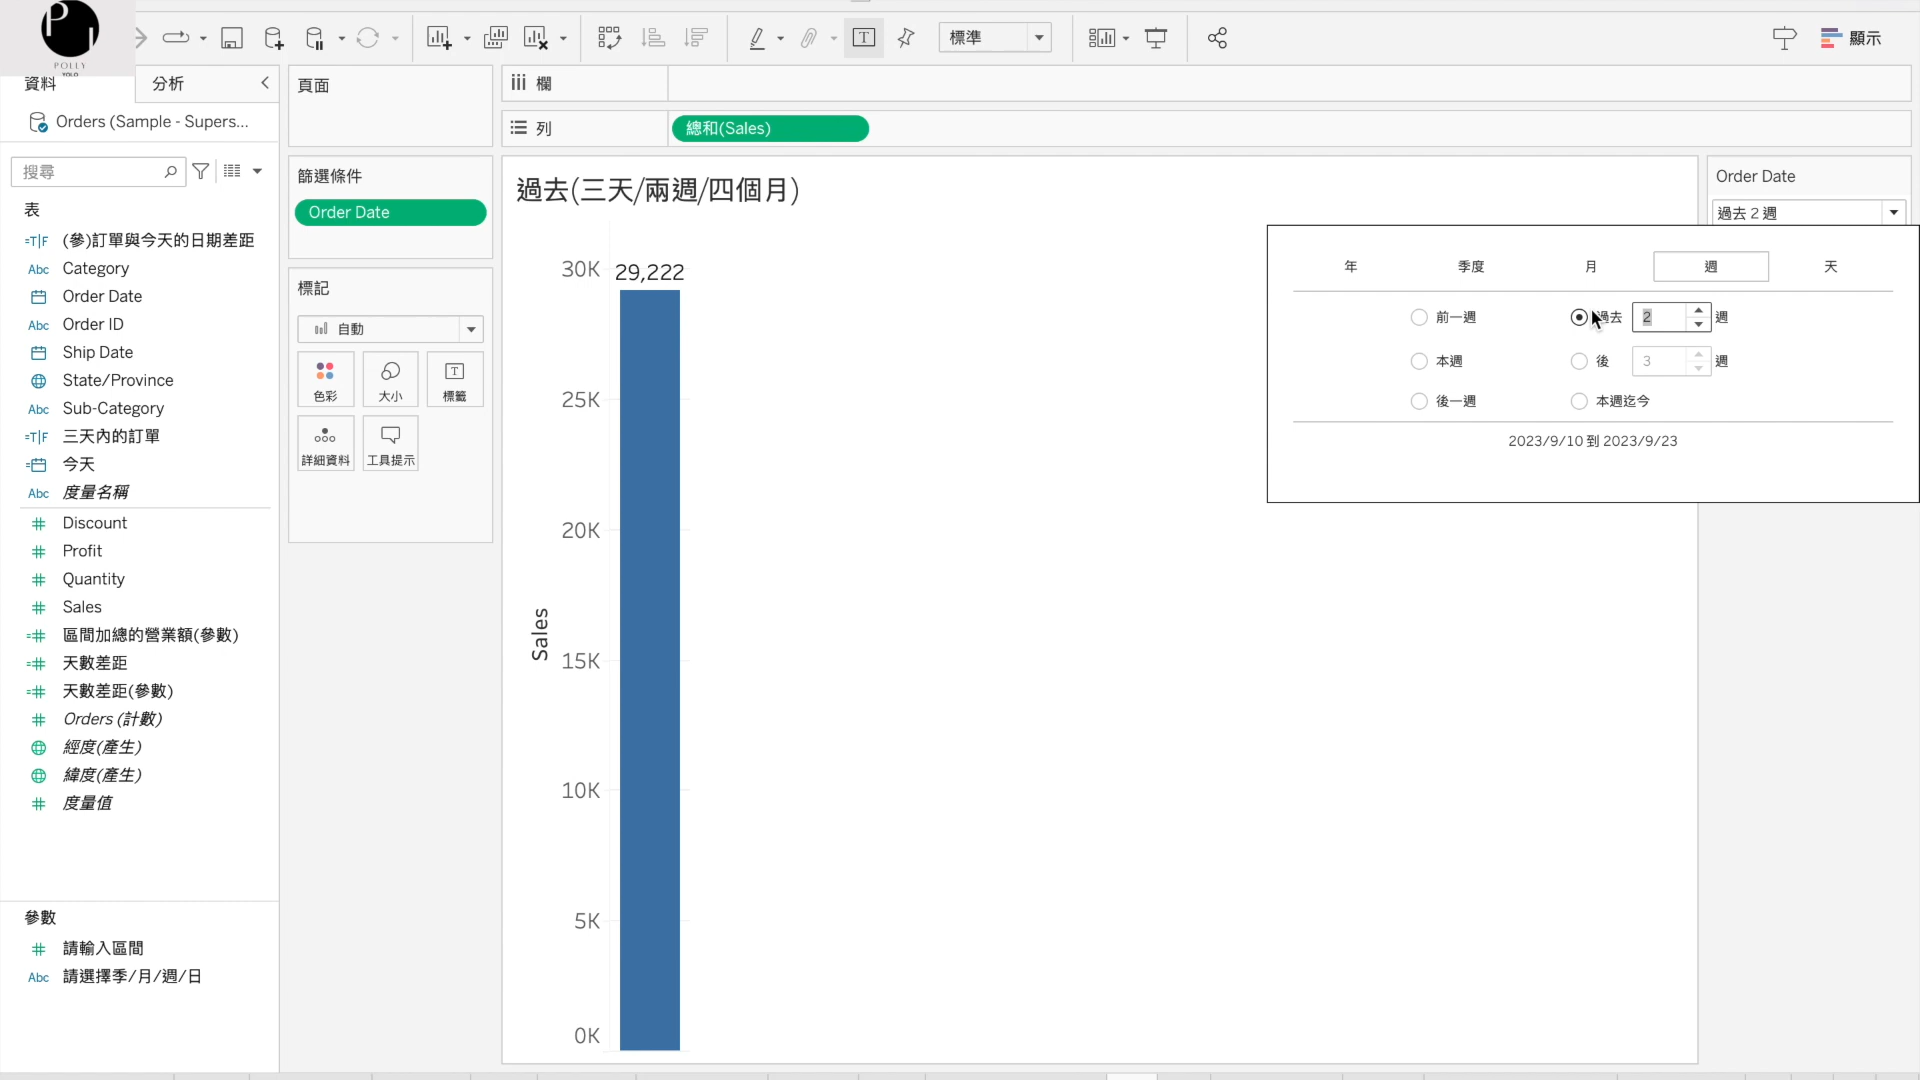 P
POLLY
YOLO
標準
顯示
資料
分析
Orders (Sample - Supers...
搜尋
表
=T|F (參)訂單與今天的日期差距
Abc Category
Order Date
Abc Order ID
Ship Date
State/Province
Abc Sub-Category
=T|F 三天內的訂單
今天
Abc 度量名稱
Discount
Profit
Quantity
Sales
區間加總的營業額(參數)
天數差距
天數差距(參數)
Orders (計數)
經度(產生)
緯度(產生)
度量值
參數
請輸入區間
Abc 請選擇季/月/週/日
頁面
篩選條件
Order Date
標記
自動
色彩
大小
標籤
詳細資料
工具提示
欄
列
總和(Sales)
過去(三天/兩週/四個月)
29,222
30K
25K
20K
15K
10K
5K
0K
Sales
Order Date
過去 2 週
年 季度 月 週 天
前一週 過去 2 週
本週 後 3 週
後一週 本週迄今
2023/9/10 到 2023/9/23